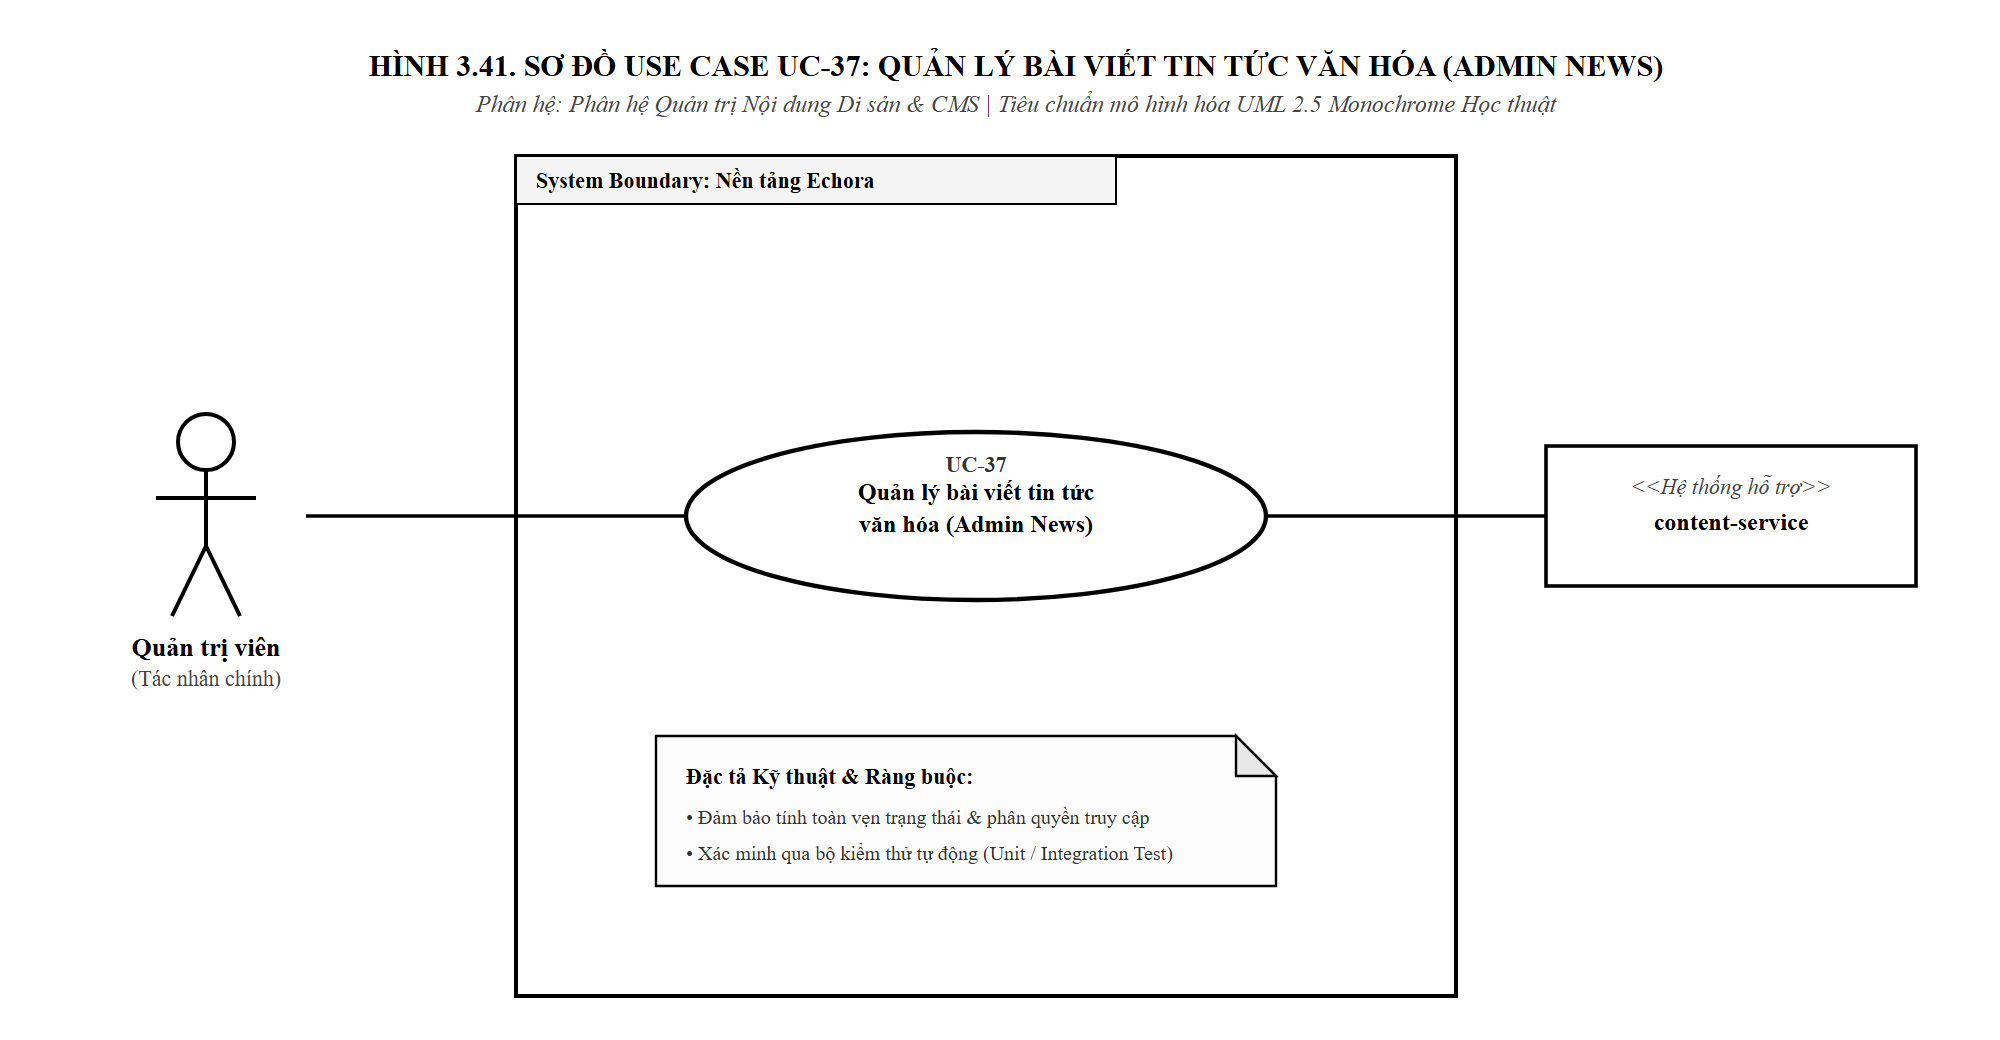 HÌNH 3.41. SƠ ĐỒ USE CASE UC-37: QUẢN LÝ BÀI VIẾT TIN TỨC VĂN HÓA (ADMIN NEWS)
Phân hệ: Phân hệ Quản trị Nội dung Di sản & CMS | Tiêu chuẩn mô hình hóa UML 2.5 Monochrome Học thuật
System Boundary: Nền tảng Echora
UC-37
Quản lý bài viết tin tức
văn hóa (Admin News)
<<Hệ thống hỗ trợ>>
content-service
Quản trị viên
(Tác nhân chính)
Đặc tả Kỹ thuật & Ràng buộc:
• Đảm bảo tính toàn vẹn trạng thái & phân quyền truy cập
• Xác minh qua bộ kiểm thử tự động (Unit / Integration Test)